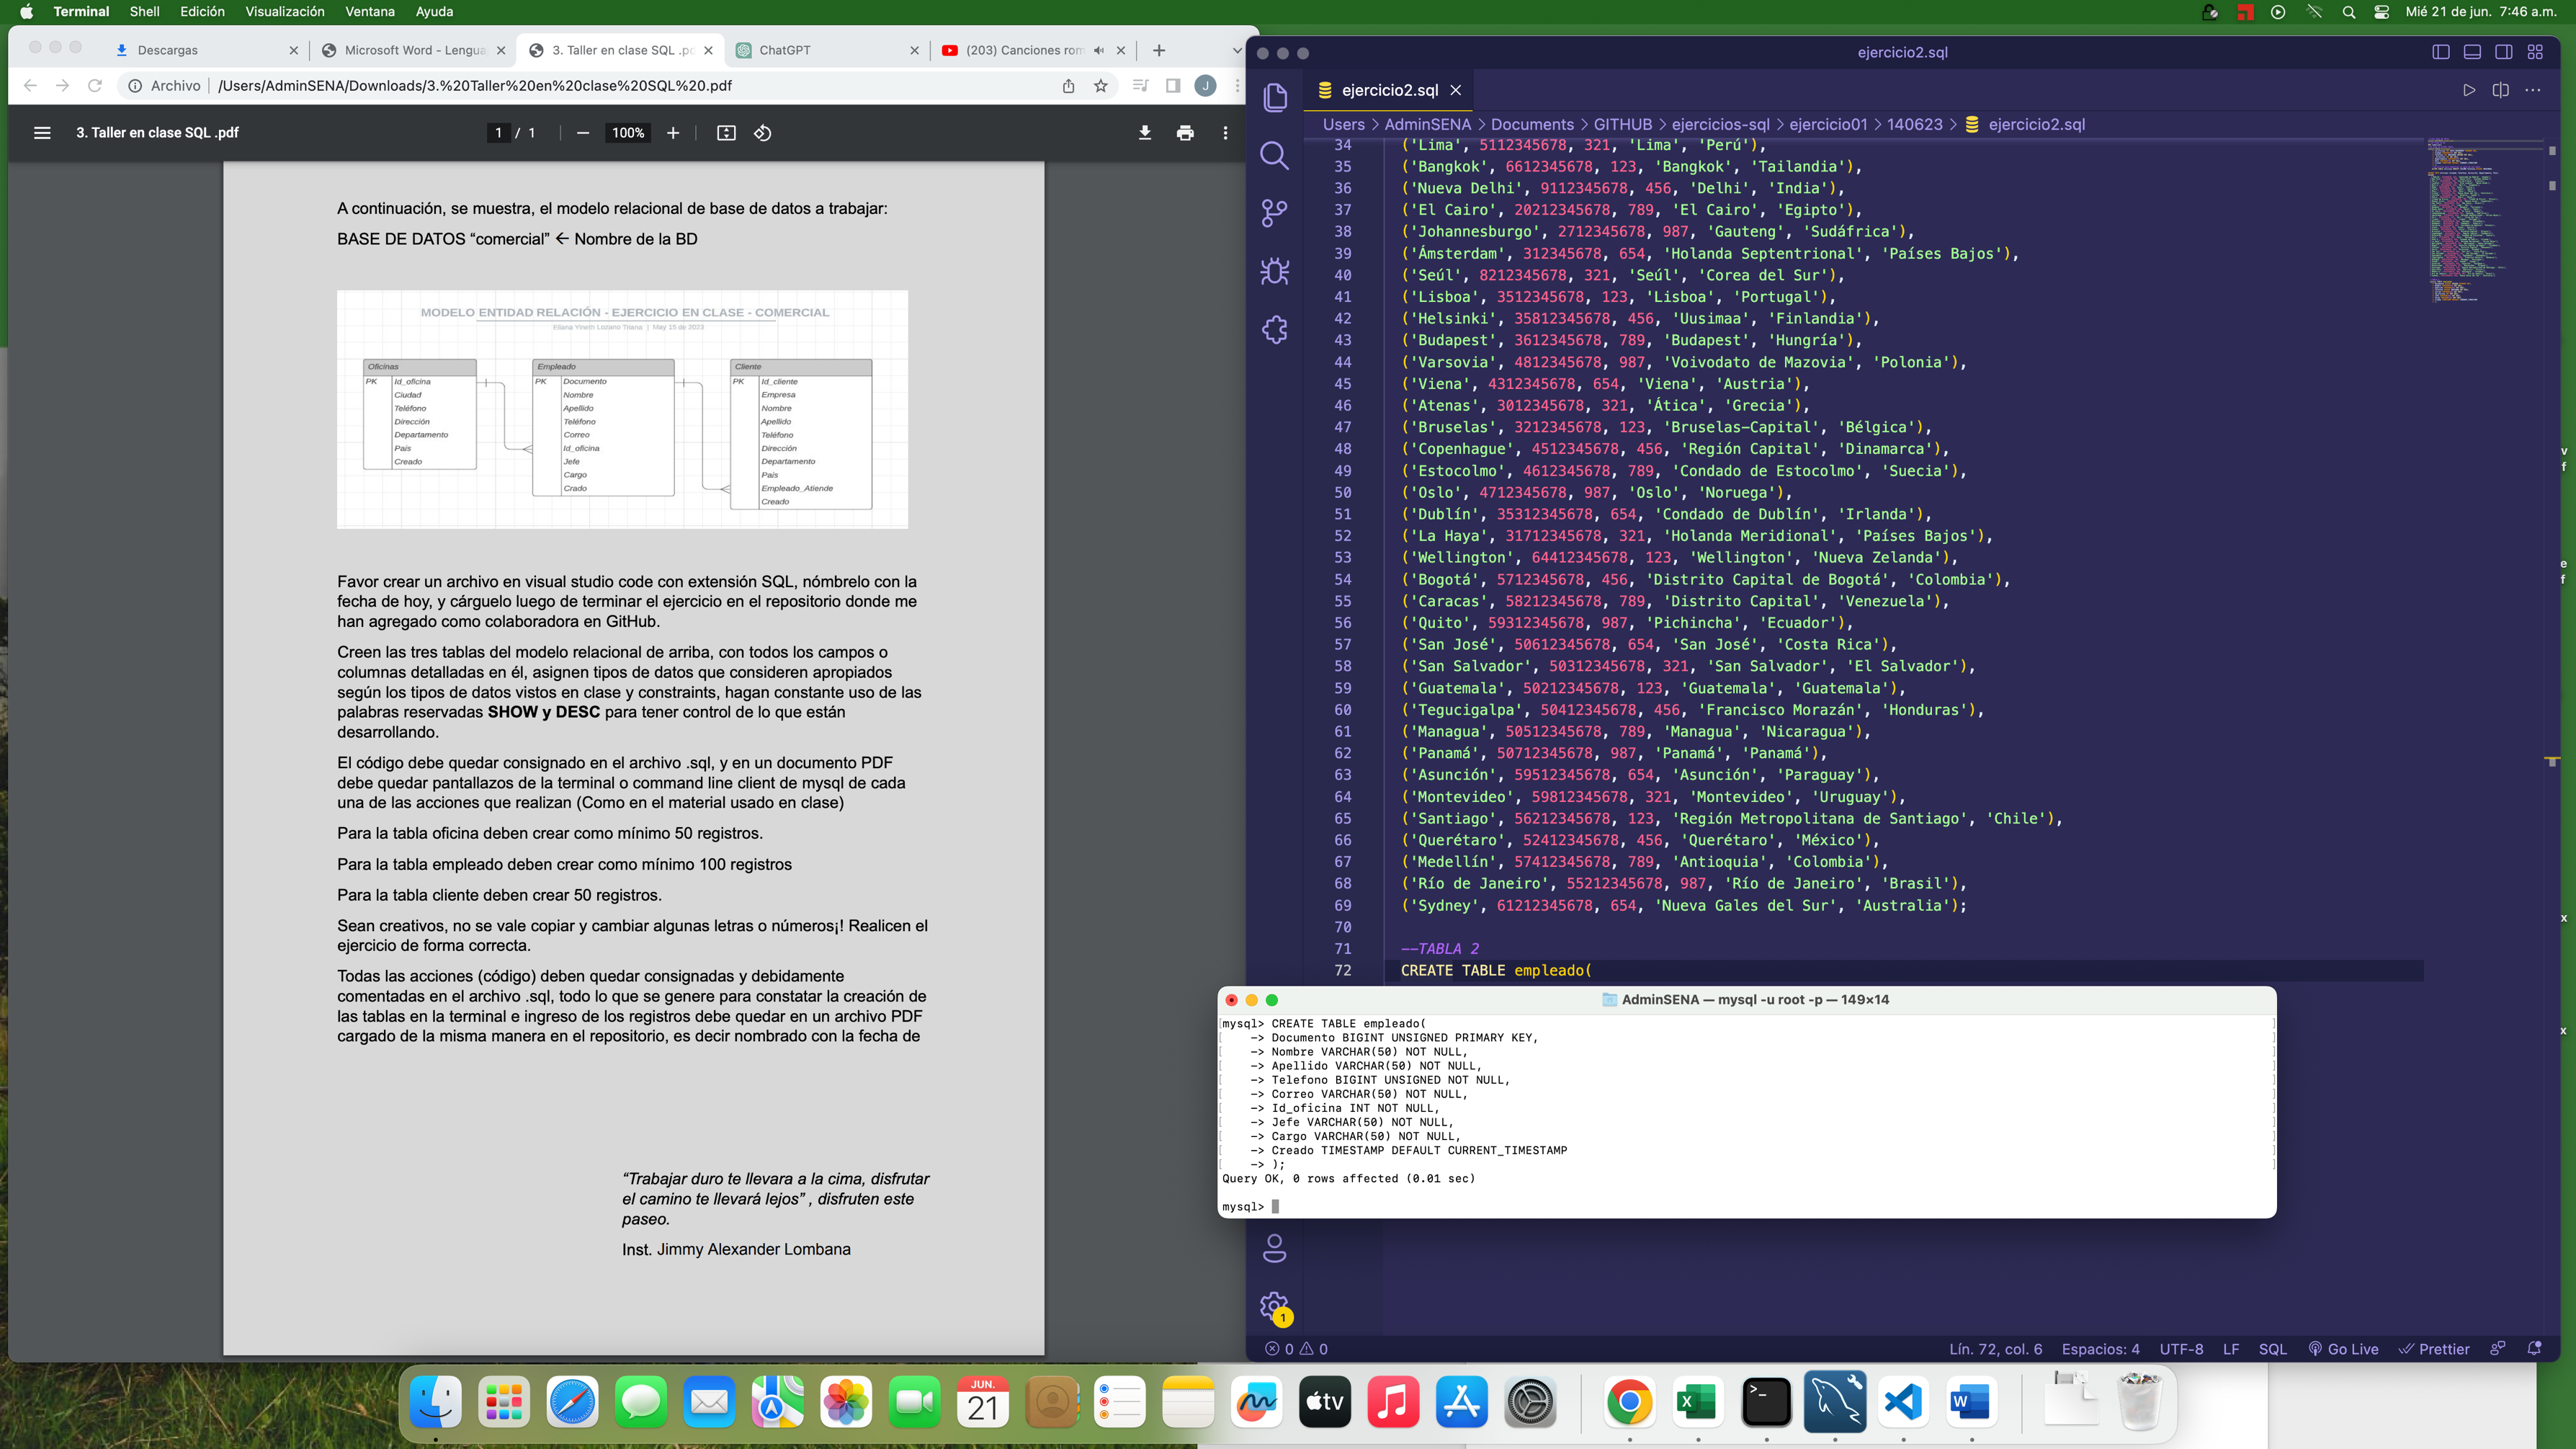 Terminal Shell Edición Visualización Ventana Ayuda
Mié 21 de jun. 7:46 a.m.
Descargas
Microsoft Word - Lengua
3. Taller en clase SQL .pd
ChatGPT
(203) Canciones rom
Archivo /Users/AdminSENA/Downloads/3.%20Taller%20en%20clase%20SQL%20.pdf
J
3. Taller en clase SQL .pdf
1 / 1
100%
A continuación, se muestra, el modelo relacional de base de datos a trabajar:
BASE DE DATOS “comercial” ← Nombre de la BD
MODELO ENTIDAD RELACIÓN - EJERCICIO EN CLASE - COMERCIAL
Eliana Yineth Lozano Triana | May 15 de 2023
Oficinas
PK Id_oficina
Ciudad
Teléfono
Dirección
Departamento
Pais
Creado
Empleado
PK Documento
Nombre
Apellido
Teléfono
Correo
Id_oficina
Jefe
Cargo
Crado
Cliente
PK Id_cliente
Empresa
Nombre
Apellido
Teléfono
Dirección
Departamento
Pais
Empleado_Atiende
Creado
Favor crear un archivo en visual studio code con extensión SQL, nómbrelo con la
fecha de hoy, y cárguelo luego de terminar el ejercicio en el repositorio donde me
han agregado como colaboradora en GitHub.
Creen las tres tablas del modelo relacional de arriba, con todos los campos o
columnas detalladas en él, asignen tipos de datos que consideren apropiados
según los tipos de datos vistos en clase y constraints, hagan constante uso de las
palabras reservadas SHOW y DESC para tener control de lo que están
desarrollando.
El código debe quedar consignado en el archivo .sql, y en un documento PDF
debe quedar pantallazos de la terminal o command line client de mysql de cada
una de las acciones que realizan (Como en el material usado en clase)
Para la tabla oficina deben crear como mínimo 50 registros.
Para la tabla empleado deben crear como mínimo 100 registros
Para la tabla cliente deben crear 50 registros.
Sean creativos, no se vale copiar y cambiar algunas letras o números¡! Realicen el
ejercicio de forma correcta.
Todas las acciones (código) deben quedar consignadas y debidamente
comentadas en el archivo .sql, todo lo que se genere para constatar la creación de
las tablas en la terminal e ingreso de los registros debe quedar en un archivo PDF
cargado de la misma manera en el repositorio, es decir nombrado con la fecha de
“Trabajar duro te llevara a la cima, disfrutar
el camino te llevará lejos” , disfruten este
paseo.
Inst. Jimmy Alexander Lombana
ejercicio2.sql
ejercicio2.sql
Users > AdminSENA > Documents > GITHUB > ejercicios-sql > ejercicio01 > 140623 > ejercicio2.sql
34 ('Lima', 5112345678, 321, 'Lima', 'Perú'),
35 ('Bangkok', 6612345678, 123, 'Bangkok', 'Tailandia'),
36 ('Nueva Delhi', 9112345678, 456, 'Delhi', 'India'),
37 ('El Cairo', 20212345678, 789, 'El Cairo', 'Egipto'),
38 ('Johannesburgo', 2712345678, 987, 'Gauteng', 'Sudáfrica'),
39 ('Ámsterdam', 312345678, 654, 'Holanda Septentrional', 'Países Bajos'),
40 ('Seúl', 8212345678, 321, 'Seúl', 'Corea del Sur'),
41 ('Lisboa', 3512345678, 123, 'Lisboa', 'Portugal'),
42 ('Helsinki', 35812345678, 456, 'Uusimaa', 'Finlandia'),
43 ('Budapest', 3612345678, 789, 'Budapest', 'Hungría'),
44 ('Varsovia', 4812345678, 987, 'Voivodato de Mazovia', 'Polonia'),
45 ('Viena', 4312345678, 654, 'Viena', 'Austria'),
46 ('Atenas', 3012345678, 321, 'Ática', 'Grecia'),
47 ('Bruselas', 3212345678, 123, 'Bruselas-Capital', 'Bélgica'),
48 ('Copenhague', 4512345678, 456, 'Región Capital', 'Dinamarca'),
49 ('Estocolmo', 4612345678, 789, 'Condado de Estocolmo', 'Suecia'),
50 ('Oslo', 4712345678, 987, 'Oslo', 'Noruega'),
51 ('Dublín', 35312345678, 654, 'Condado de Dublín', 'Irlanda'),
52 ('La Haya', 31712345678, 321, 'Holanda Meridional', 'Países Bajos'),
53 ('Wellington', 64412345678, 123, 'Wellington', 'Nueva Zelanda'),
54 ('Bogotá', 5712345678, 456, 'Distrito Capital de Bogotá', 'Colombia'),
55 ('Caracas', 58212345678, 789, 'Distrito Capital', 'Venezuela'),
56 ('Quito', 59312345678, 987, 'Pichincha', 'Ecuador'),
57 ('San José', 50612345678, 654, 'San José', 'Costa Rica'),
58 ('San Salvador', 50312345678, 321, 'San Salvador', 'El Salvador'),
59 ('Guatemala', 50212345678, 123, 'Guatemala', 'Guatemala'),
60 ('Tegucigalpa', 50412345678, 456, 'Francisco Morazán', 'Honduras'),
61 ('Managua', 50512345678, 789, 'Managua', 'Nicaragua'),
62 ('Panamá', 50712345678, 987, 'Panamá', 'Panamá'),
63 ('Asunción', 59512345678, 654, 'Asunción', 'Paraguay'),
64 ('Montevideo', 59812345678, 321, 'Montevideo', 'Uruguay'),
65 ('Santiago', 56212345678, 123, 'Región Metropolitana de Santiago', 'Chile'),
66 ('Querétaro', 52412345678, 456, 'Querétaro', 'México'),
67 ('Medellín', 57412345678, 789, 'Antioquia', 'Colombia'),
68 ('Río de Janeiro', 55212345678, 987, 'Río de Janeiro', 'Brasil'),
69 ('Sydney', 61212345678, 654, 'Nueva Gales del Sur', 'Australia');
70
71 --TABLA 2
72 CREATE TABLE empleado(
AdminSENA — mysql -u root -p — 149×14
mysql> CREATE TABLE empleado(
-> Documento BIGINT UNSIGNED PRIMARY KEY,
-> Nombre VARCHAR(50) NOT NULL,
-> Apellido VARCHAR(50) NOT NULL,
-> Telefono BIGINT UNSIGNED NOT NULL,
-> Correo VARCHAR(50) NOT NULL,
-> Id_oficina INT NOT NULL,
-> Jefe VARCHAR(50) NOT NULL,
-> Cargo VARCHAR(50) NOT NULL,
-> Creado TIMESTAMP DEFAULT CURRENT_TIMESTAMP
-> );
Query OK, 0 rows affected (0.01 sec)
mysql>
1
0 0
Lín. 72, col. 6 Espacios: 4 UTF-8 LF SQL Go Live Prettier
JUN.
21
tv